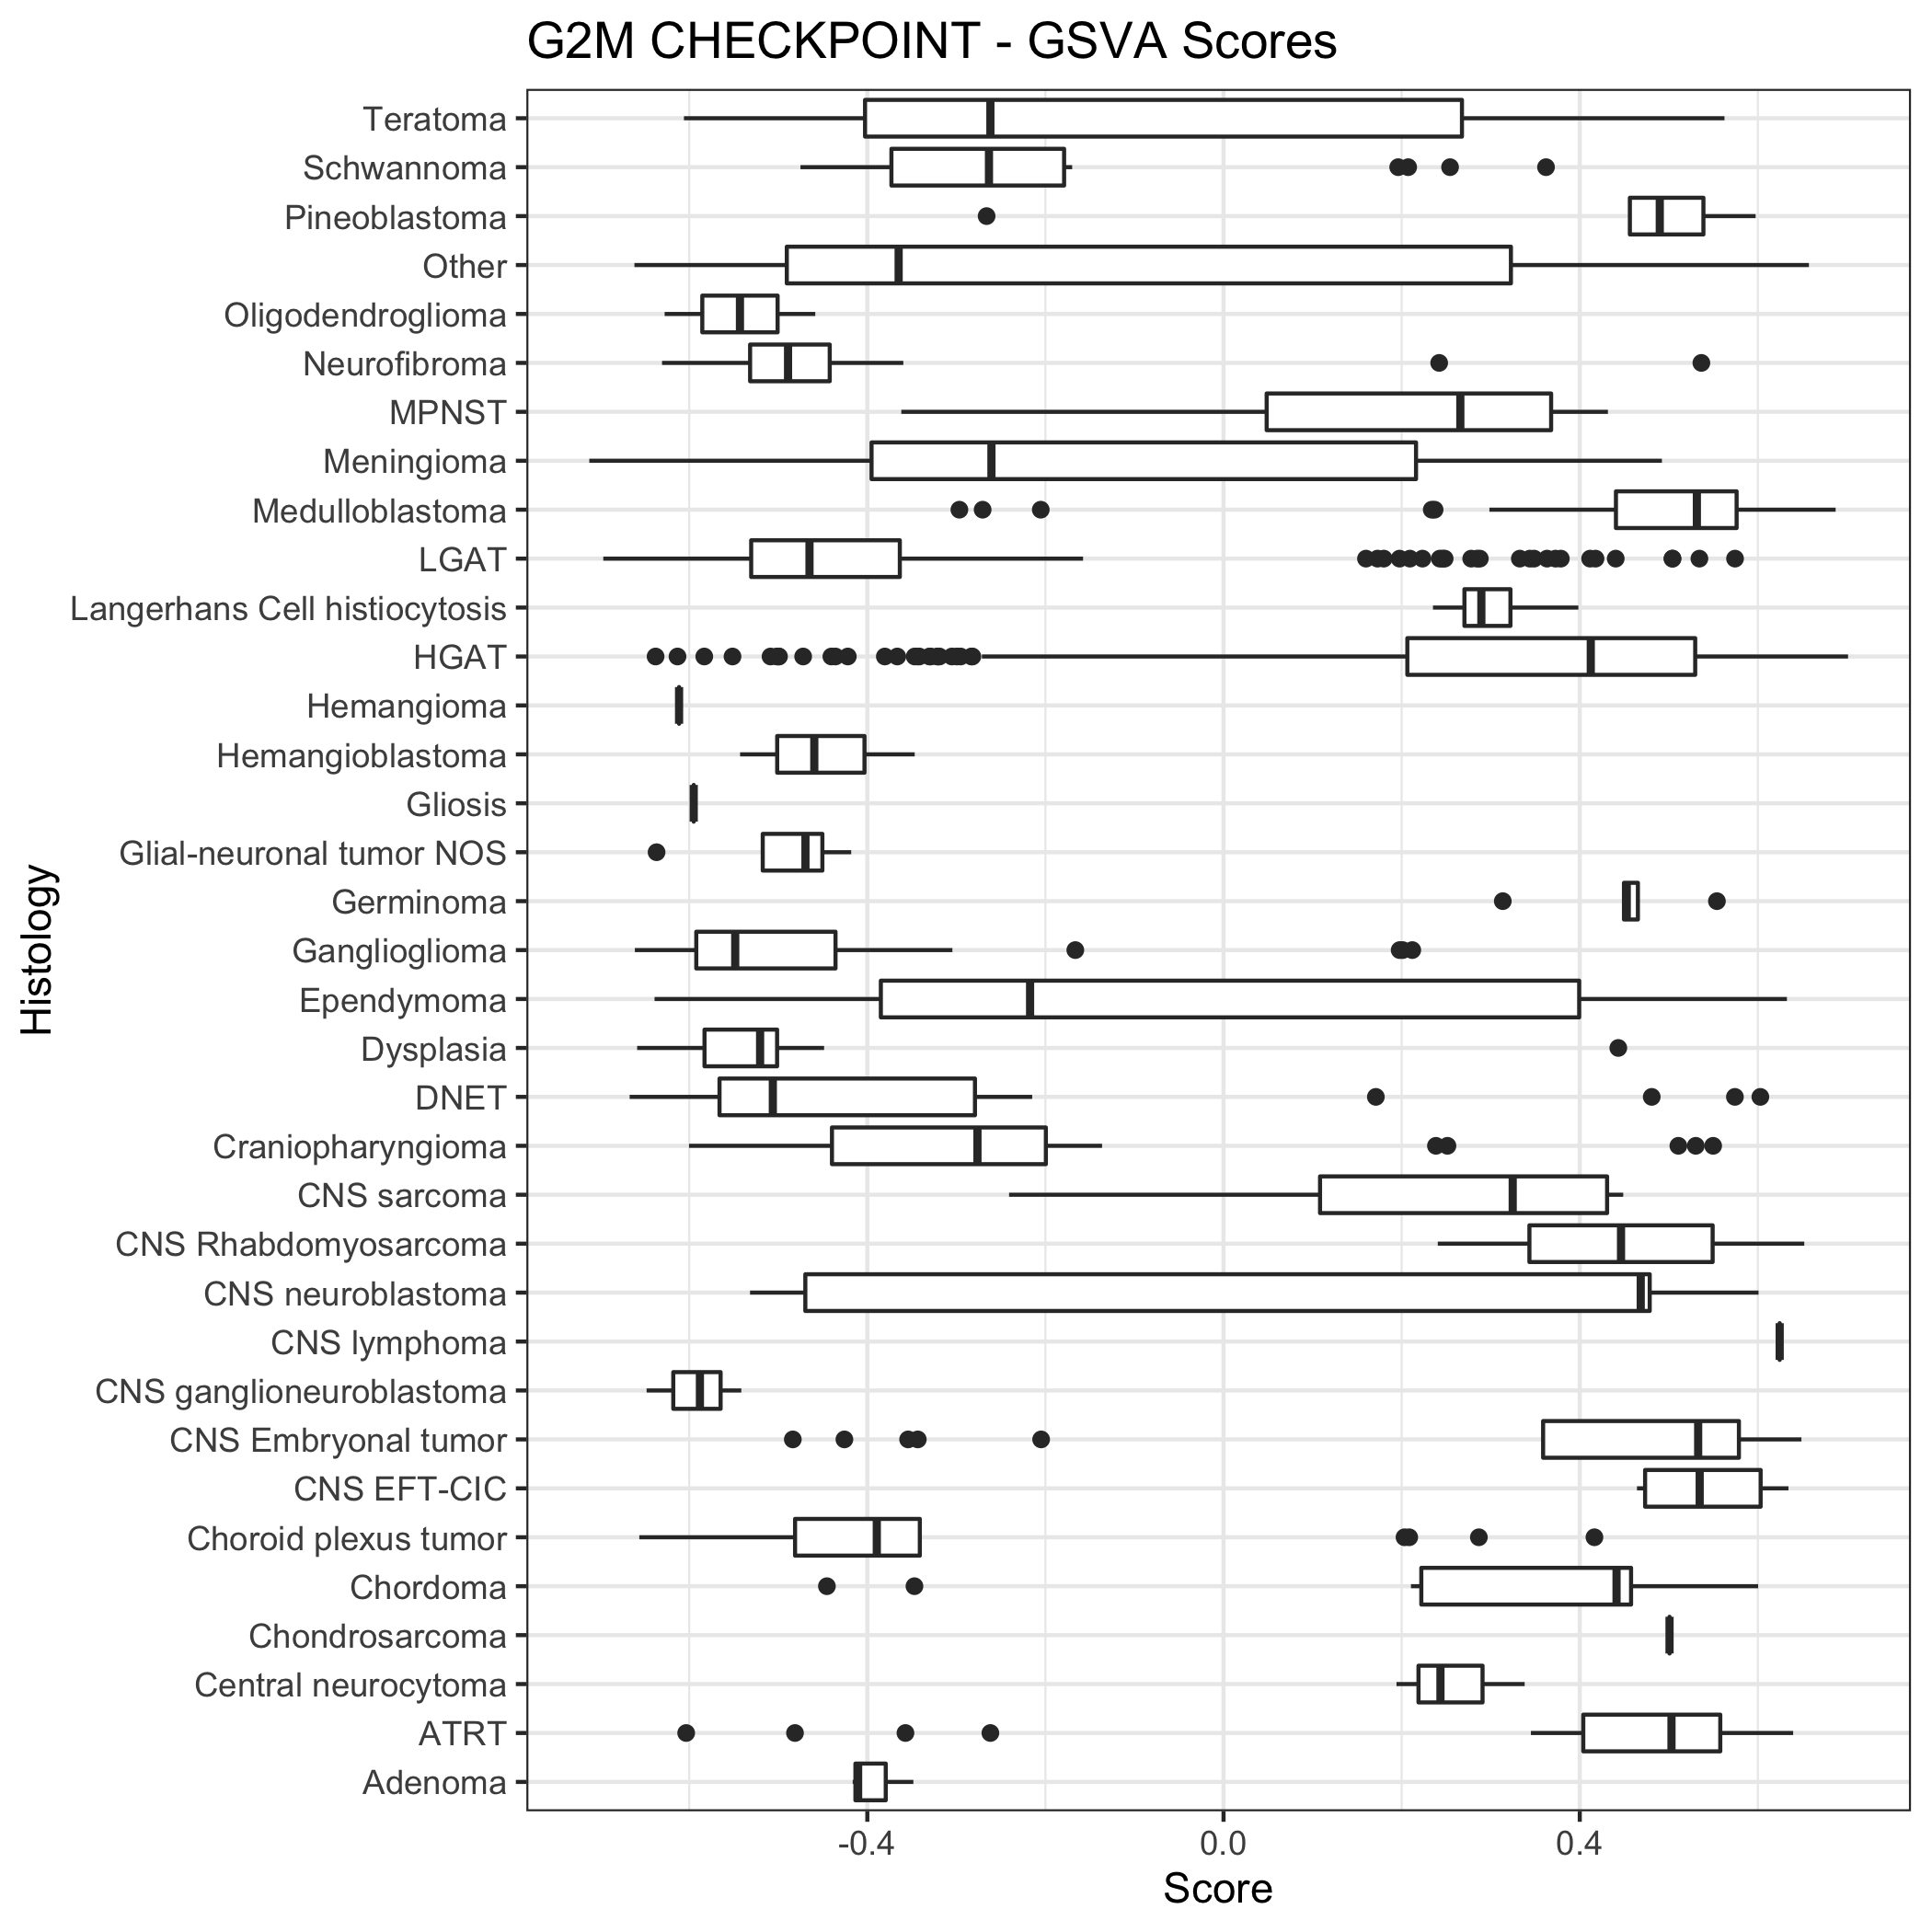 G2M CHECKPOINT - GSVA Scores
Teratoma
Schwannoma
Pineoblastoma
Other
Oligodendroglioma
Neurofibroma
MPNST
Meningioma
Medulloblastoma
LGAT
Langerhans Cell histiocytosis
HGAT
Hemangioma
Hemangioblastoma
Gliosis
Glial-neuronal tumor NOS
Germinoma
Ganglioglioma
Ependymoma
Dysplasia
DNET
Craniopharyngioma
CNS sarcoma
CNS Rhabdomyosarcoma
CNS neuroblastoma
CNS lymphoma
CNS ganglioneuroblastoma
CNS Embryonal tumor
CNS EFT-CIC
Choroid plexus tumor
Chordoma
Chondrosarcoma
Central neurocytoma
ATRT
Adenoma
Histology
-0.4 0.0 0.4
Score